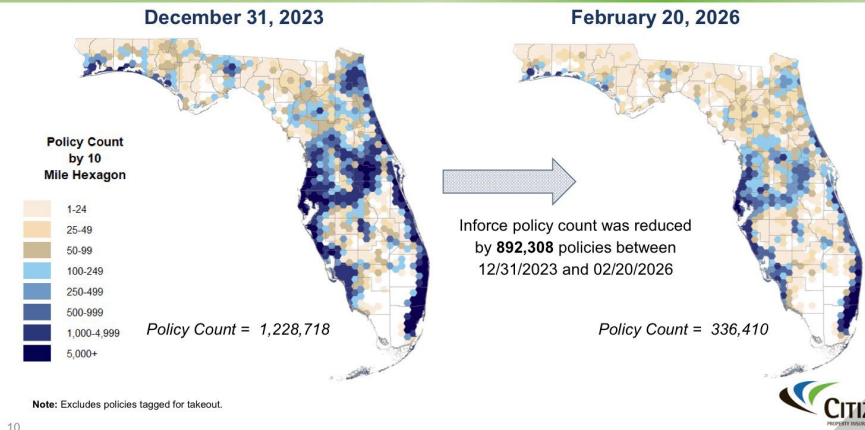 December 31, 2023
February 20, 2026
Policy Count
by 10
Mile Hexagon
1-24
25-49
50-99
100-249
250-499
500-999
1,000-4,999
5,000+
Inforce policy count was reduced
by 892,308 policies between
12/31/2023 and 02/20/2026
Policy Count = 1,228,718
Policy Count = 336,410
Note: Excludes policies tagged for takeout.
10